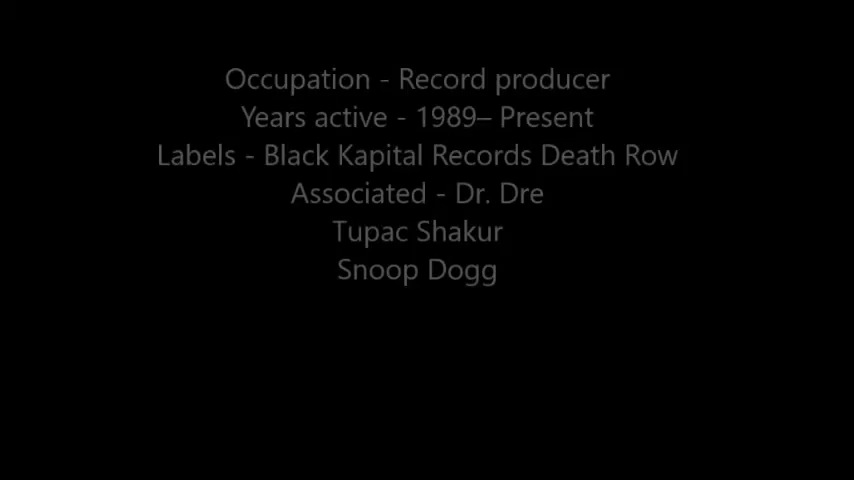 Occupation - Record producer
Years active - 1989– Present
Labels - Black Kapital Records Death Row
Associated - Dr. Dre
Tupac Shakur
Snoop Dogg